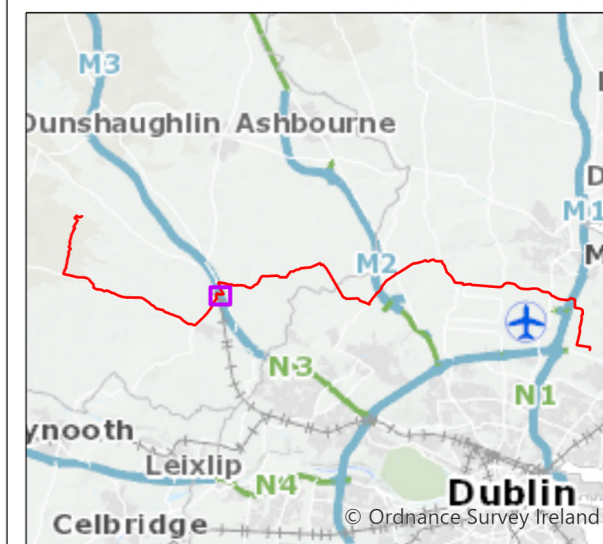 M3
Dunshaughlin Ashbourne
D
M1
M
M2
N3
N1
ynooth
Leixlip
N4
Dublin
Celbridge
© Ordnance Survey Ireland